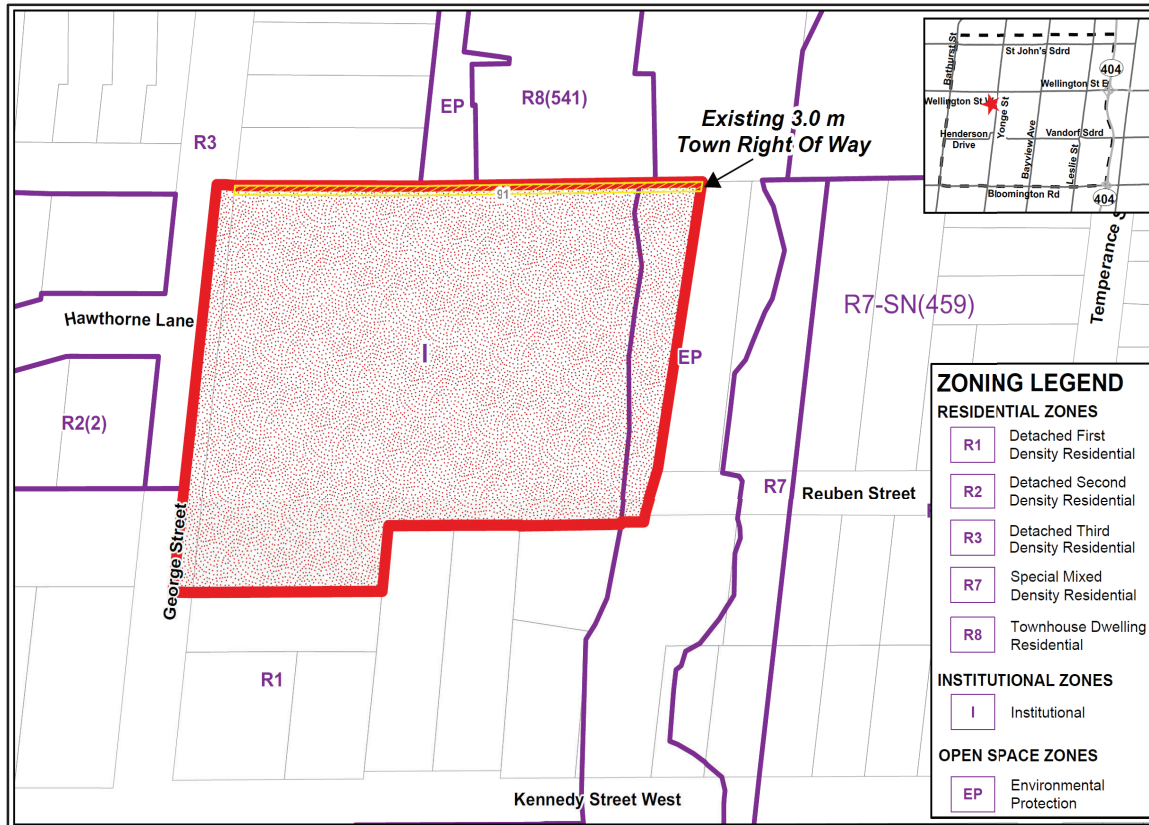 EP
R8(541)
R3
Existing 3.0 m
Town Right Of Way
91
Hawthorne Lane
R7-SN(459)
Temperance S
I
EP
R2(2)
R7
Reuben Street
George Street
R1
Kennedy Street West
Bathurst St
St John's Sdrd
404
Wellington St E
Wellington St
Yonge St
Henderson
Drive
Bayview Ave
Vandorf Sdrd
Leslie St
Bloomington Rd
404
ZONING LEGEND
RESIDENTIAL ZONES
R1
Detached First
Density Residential
R2
Detached Second
Density Residential
R3
Detached Third
Density Residential
R7
Special Mixed
Density Residential
R8
Townhouse Dwelling
Residential
INSTITUTIONAL ZONES
I
Institutional
OPEN SPACE ZONES
EP
Environmental
Protection